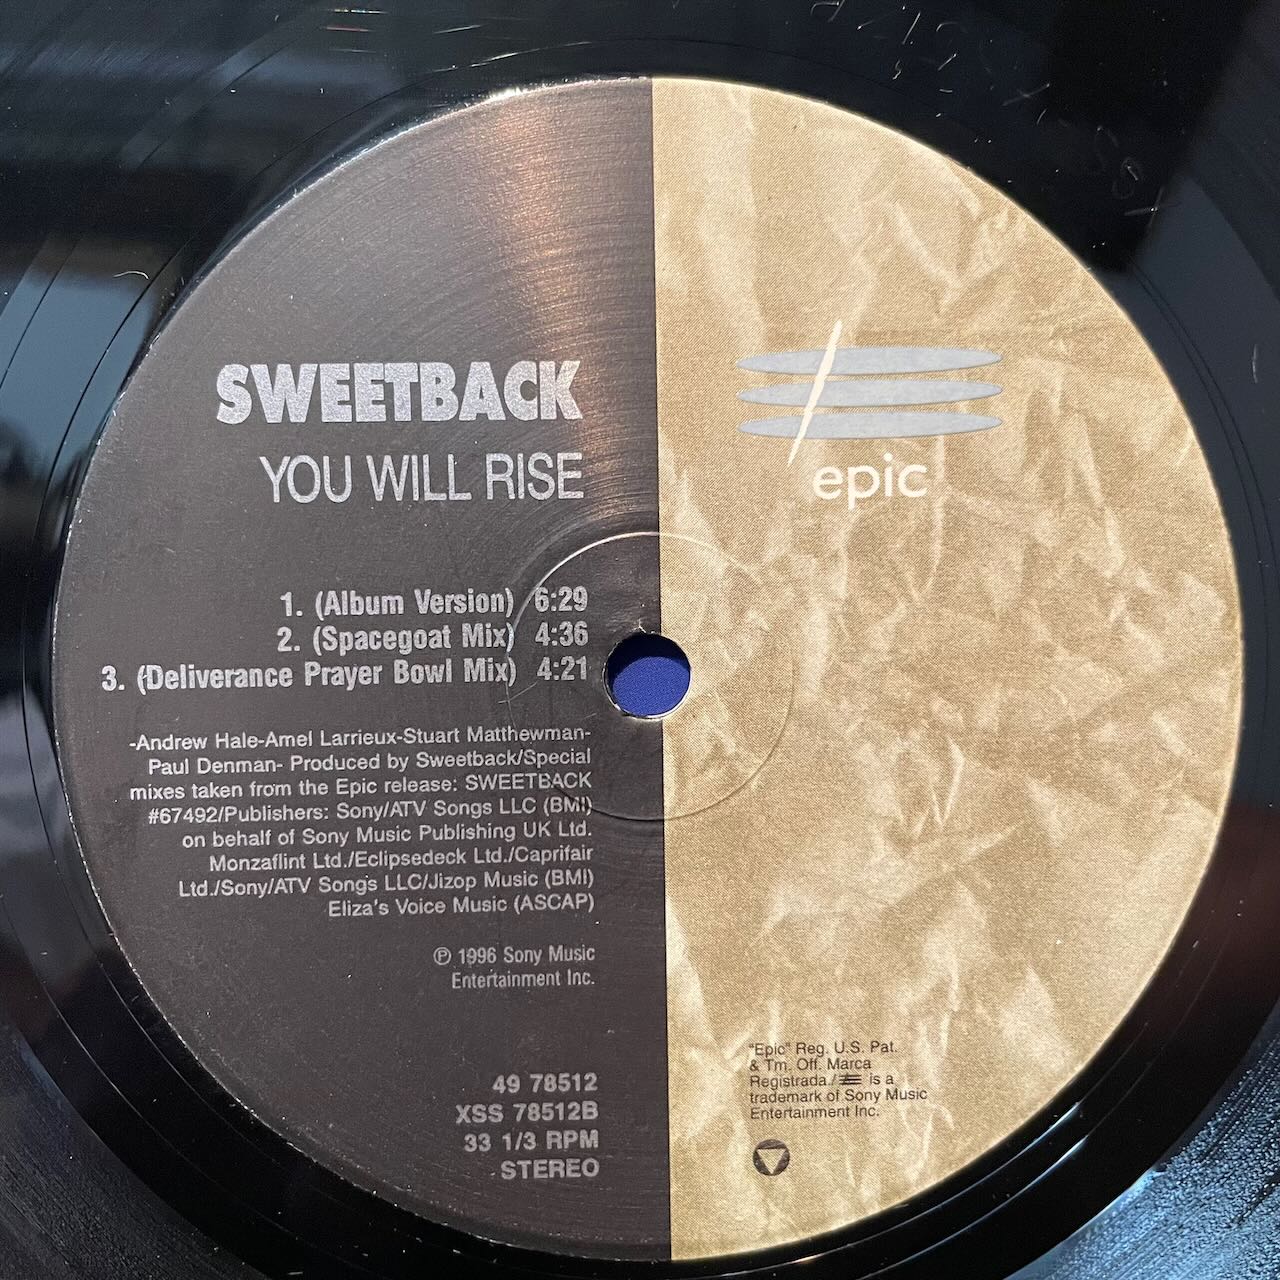 SWEETBACK
YOU WILL RISE
1. (Album Version) 6:29
2. (Spacegoat Mix) 4:36
3. (Deliverance Prayer Bowl Mix) 4:21
-Andrew Hale-Amel Larrieux-Stuart Matthewman-
Paul Denman- Produced by Sweetback/Special
mixes taken from the Epic release: SWEETBACK
#67492/Publishers: Sony/ATV Songs LLC (BMI)
on behalf of Sony Music Publishing UK Ltd.
Monzaflint Ltd./Eclipsedeck Ltd./Caprifair
Ltd./Sony/ATV Songs LLC/Jizop Music (BMI)
Eliza's Voice Music (ASCAP)
℗ 1996 Sony Music
Entertainment Inc.
49 78512
XSS 78512B
33 1/3 RPM
STEREO
epic
"Epic" Reg. U.S. Pat.
& Tm. Off. Marca
Registrada./ is a
trademark of Sony Music
Entertainment Inc.